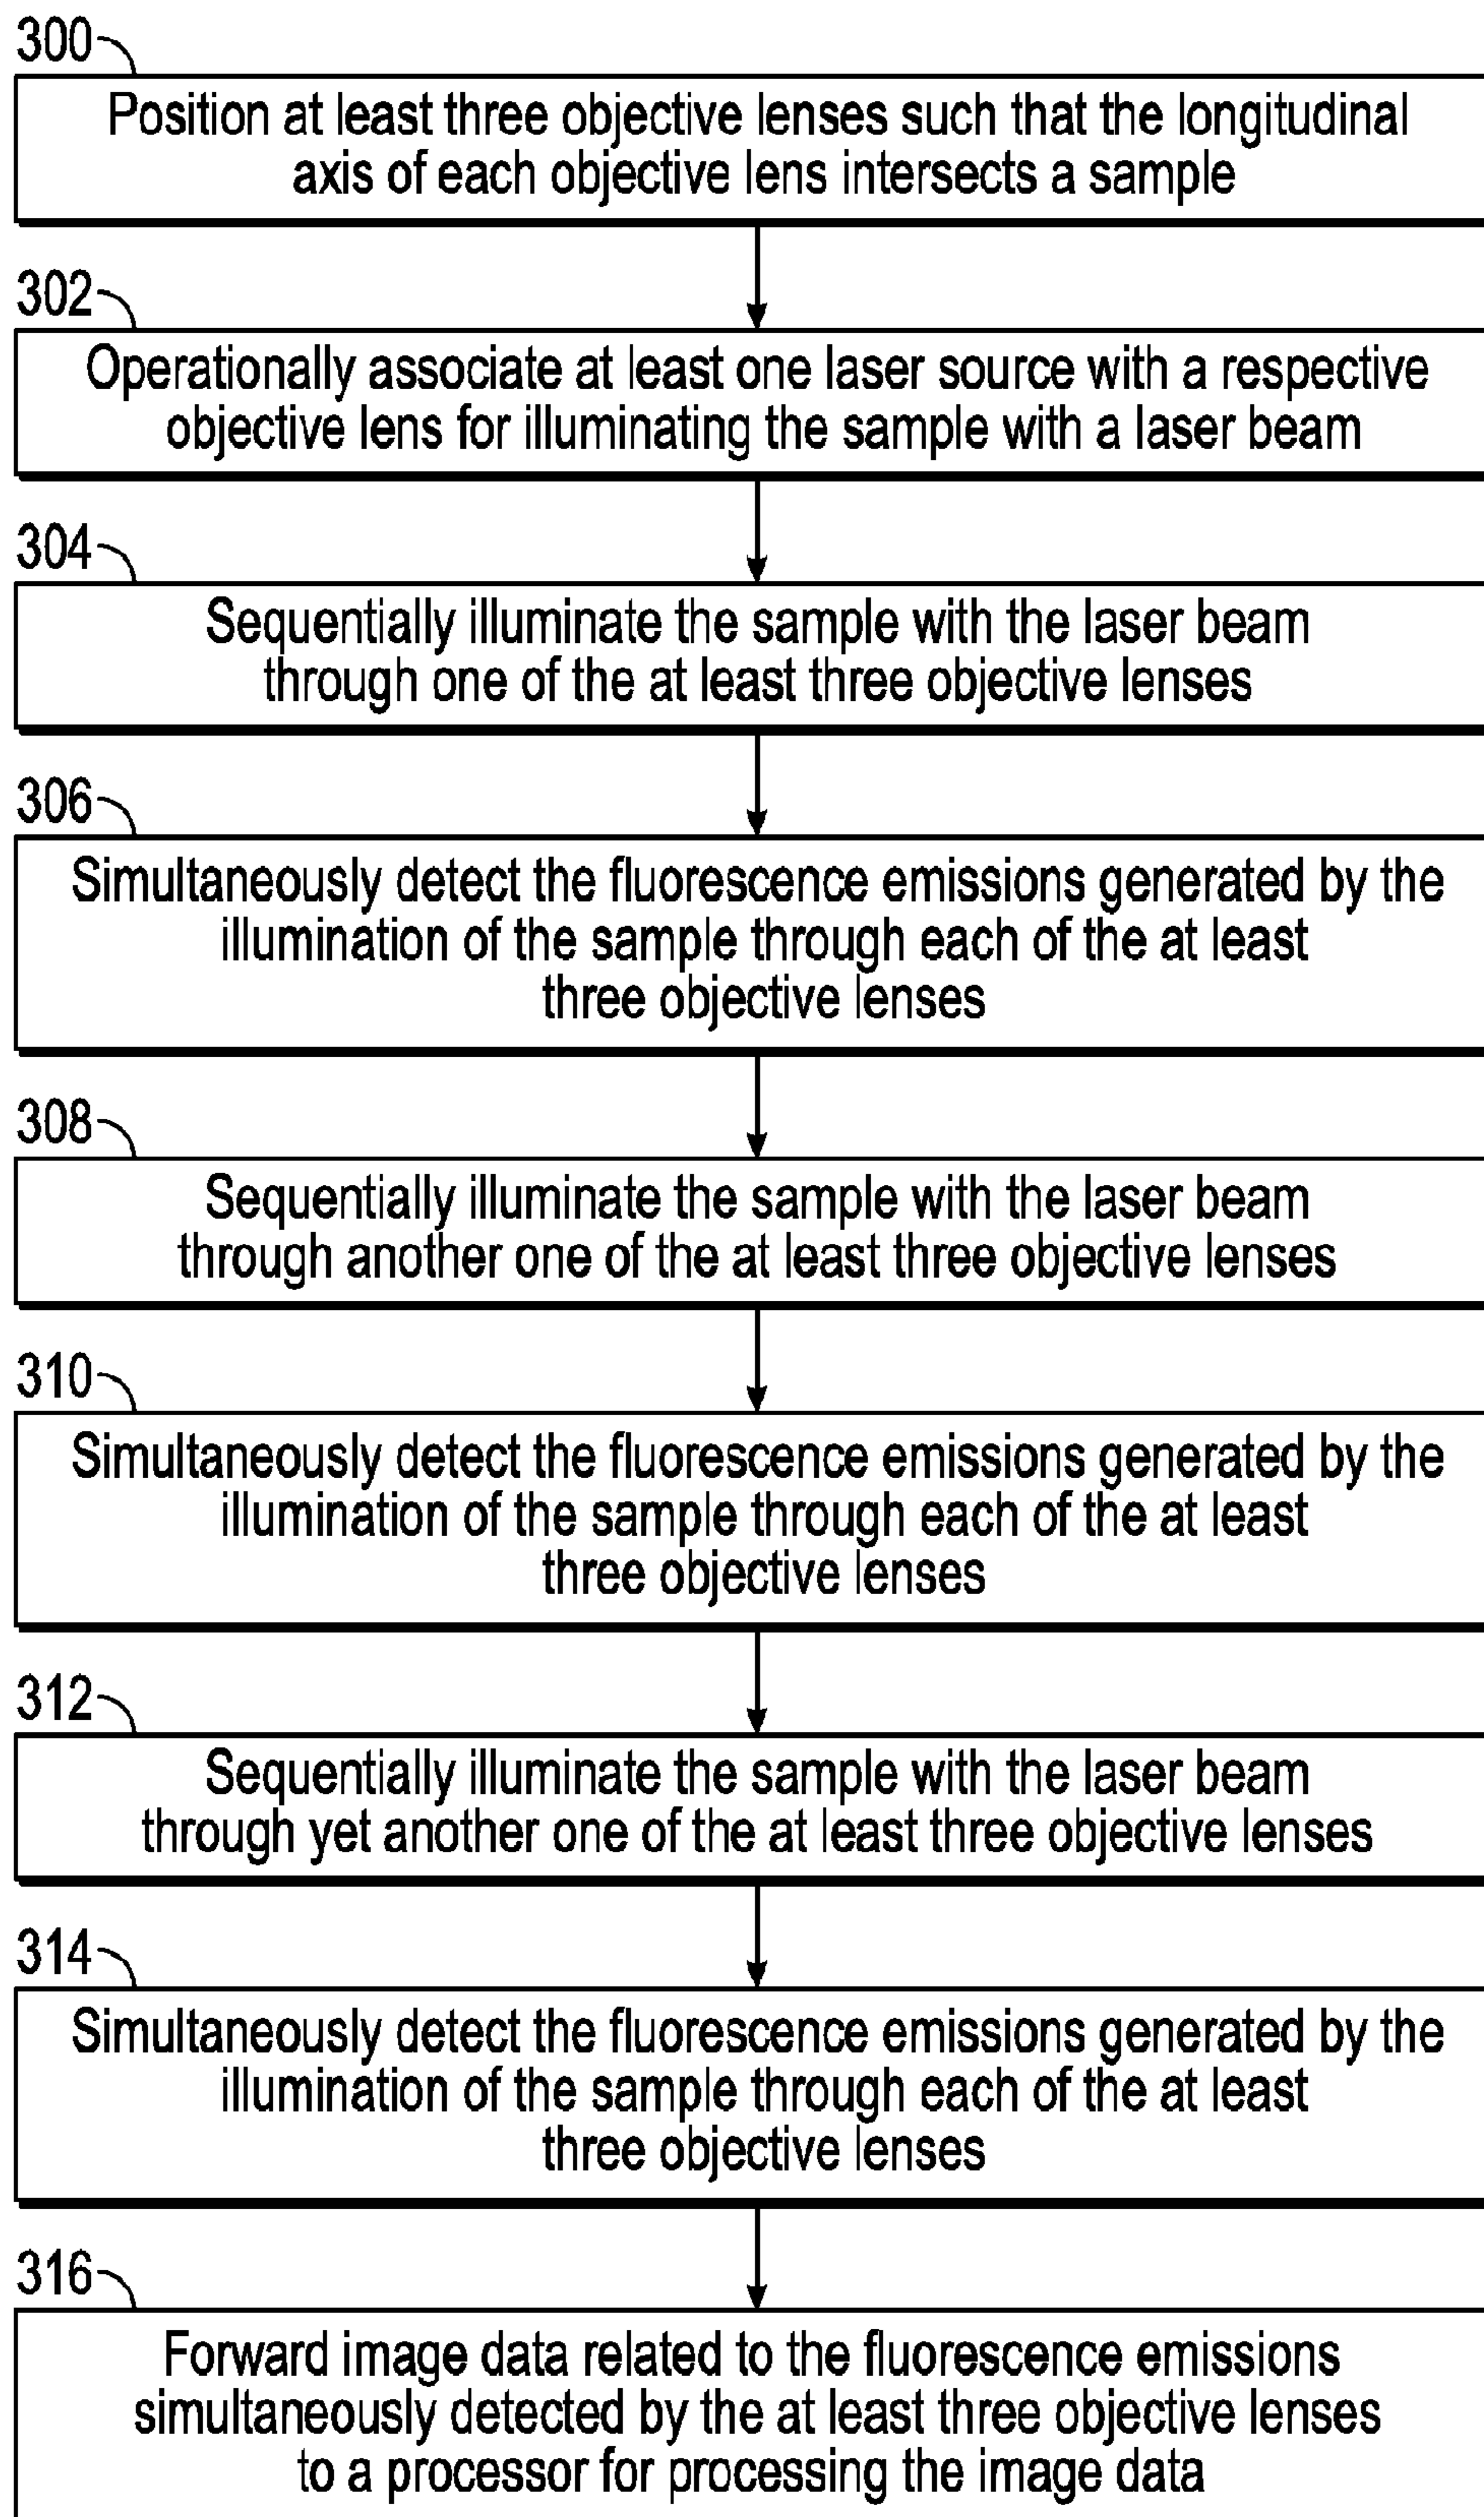 300
Position at least three objective lenses such that the longitudinal
axis of each objective lens intersects a sample
302
Operationally associate at least one laser source with a respective
objective lens for illuminating the sample with a laser beam
304
Sequentially illuminate the sample with the laser beam
through one of the at least three objective lenses
306
Simultaneously detect the fluorescence emissions generated by the
illumination of the sample through each of the at least
three objective lenses
308
Sequentially illuminate the sample with the laser beam
through another one of the at least three objective lenses
310
Simultaneously detect the fluorescence emissions generated by the
illumination of the sample through each of the at least
three objective lenses
312
Sequentially illuminate the sample with the laser beam
through yet another one of the at least three objective lenses
314
Simultaneously detect the fluorescence emissions generated by the
illumination of the sample through each of the at least
three objective lenses
316
Forward image data related to the fluorescence emissions
simultaneously detected by the at least three objective lenses
to a processor for processing the image data